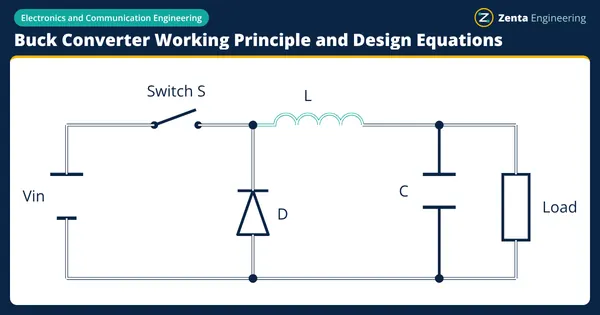 Electronics and Communication Engineering
Zenta Engineering
Buck Converter Working Principle and Design Equations
Switch S
L
Vin
D
C
Load